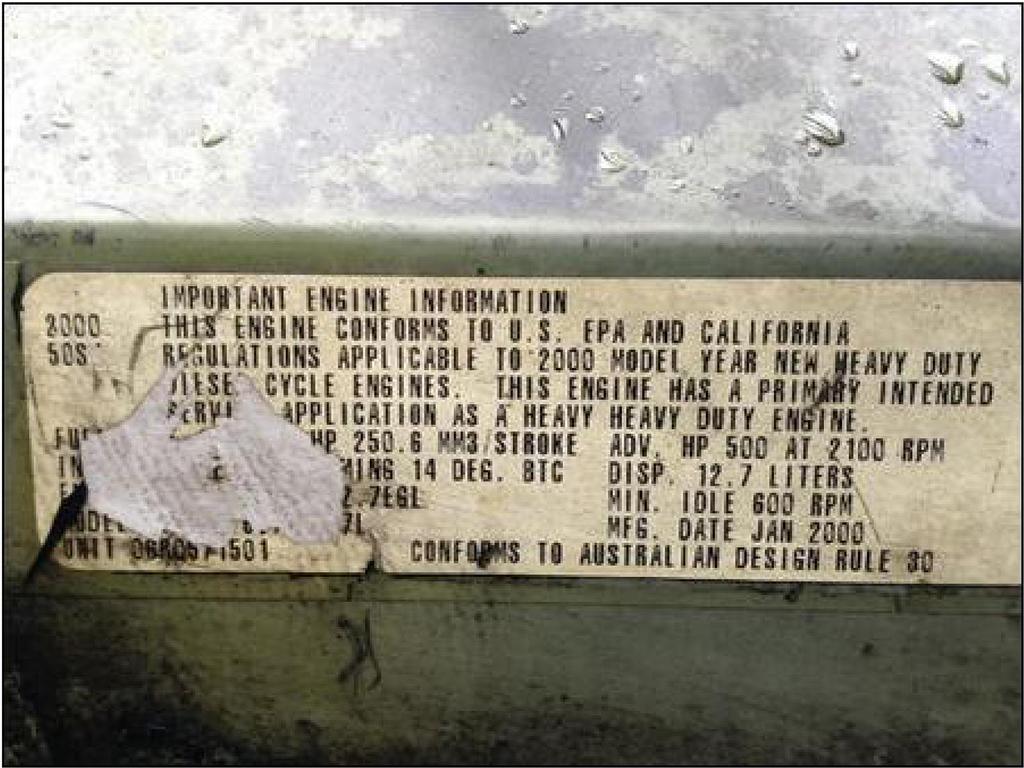 IMPORTANT ENGINE INFORMATION
2000 THIS ENGINE CONFORMS TO U.S. EPA AND CALIFORNIA
50S REGULATIONS APPLICABLE TO 2000 MODEL YEAR NEW HEAVY DUTY
CYCLE ENGINES. THIS ENGINE HAS A PRIMARY INTENDED
APPLICATION AS A HEAVY HEAVY DUTY ENGINE.
HP 250.6 MM3/STROKE ADV. HP 500 AT 2100 RPM
14 DEG. BTC DISP. 12.7 LITERS
MIN. IDLE 600 RPM
MFG. DATE JAN 2000
UNIT CONFORMS TO AUSTRALIAN DESIGN RULE 30